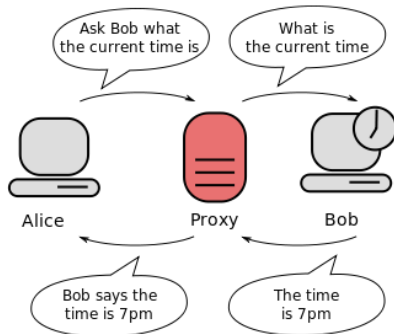 Ask Bob what
the current time is
What is
the current time
Alice
Proxy
Bob
Bob says the
time is 7pm
The time
is 7pm